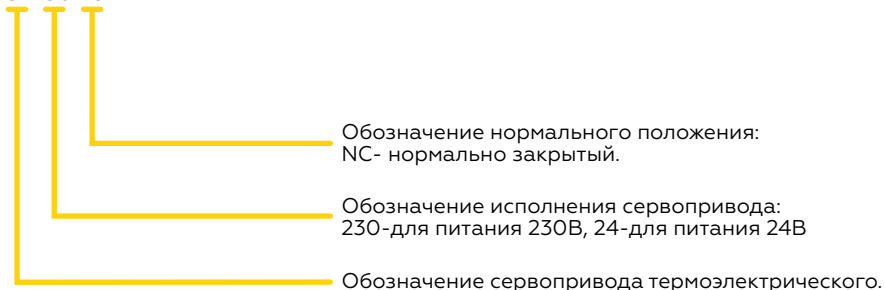 Обозначение нормального положения:
NC- нормально закрытый.
Обозначение исполнения сервопривода:
230-для питания 230В, 24-для питания 24В
Обозначение сервопривода термоэлектрического.